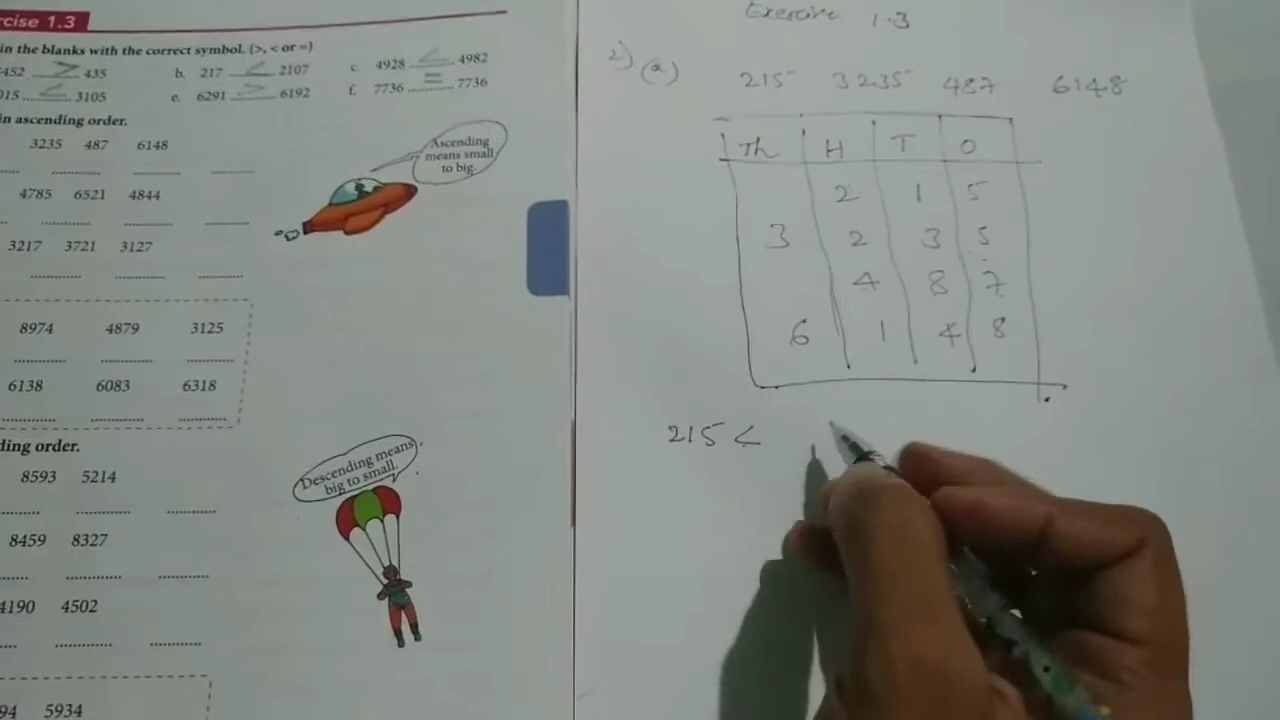 rcise 1.3
in the blanks with the correct symbol. (>, < or =)
452 > 435 b. 217 < 2107 c. 4928 < 4982
015 < 3105 e. 6291 > 6192 f. 7736 = 7736
in ascending order.
3235 487 6148
4785 6521 4844
3217 3721 3127
Ascending
means small
to big.
8974 4879 3125
6138 6083 6318
ding order.
8593 5214
8459 8327
4190 4502
Descending means
big to small.
94 5934
Exercise 1.3
2) (a) 215 3235 487 6148
Th H T O
2 1 5
3 2 3 5
4 8 7
6 1 4 8
215 <